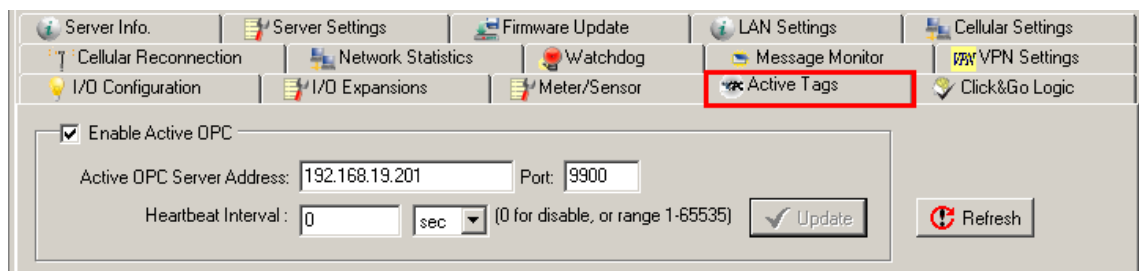 Server Info. Server Settings Firmware Update LAN Settings Cellular Settings
Cellular Reconnection Network Statistics Watchdog Message Monitor VPN VPN Settings
I/O Configuration I/O Expansions Meter/Sensor Active Tags Click&Go Logic
Enable Active OPC
Active OPC Server Address: 192.168.19.201 Port: 9900
Heartbeat Interval : 0 sec (0 for disable, or range 1-65535) Update Refresh